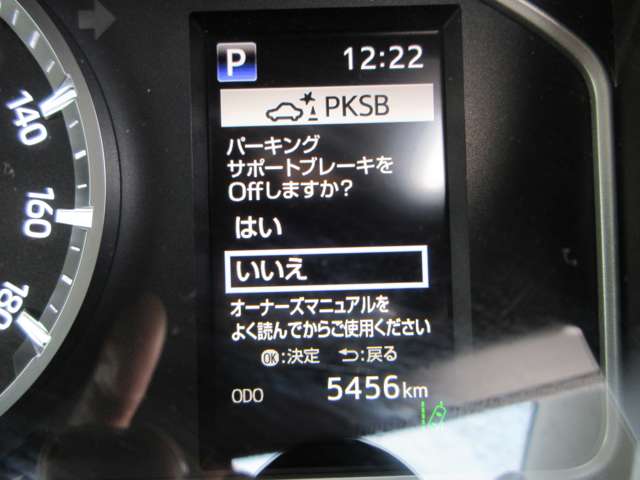 P 12:22
PKSB
パーキング
サポートブレーキを
Offしますか?
はい
いいえ
オーナーズマニュアルを
よく読んでからご使用ください
OK:決定 :戻る
ODO 5456km
140
160
180